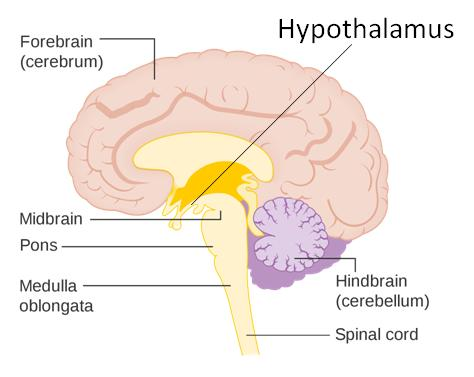 Hypothalamus
Forebrain
(cerebrum)
Midbrain
Pons
Medulla
oblongata
Hindbrain
(cerebellum)
Spinal cord